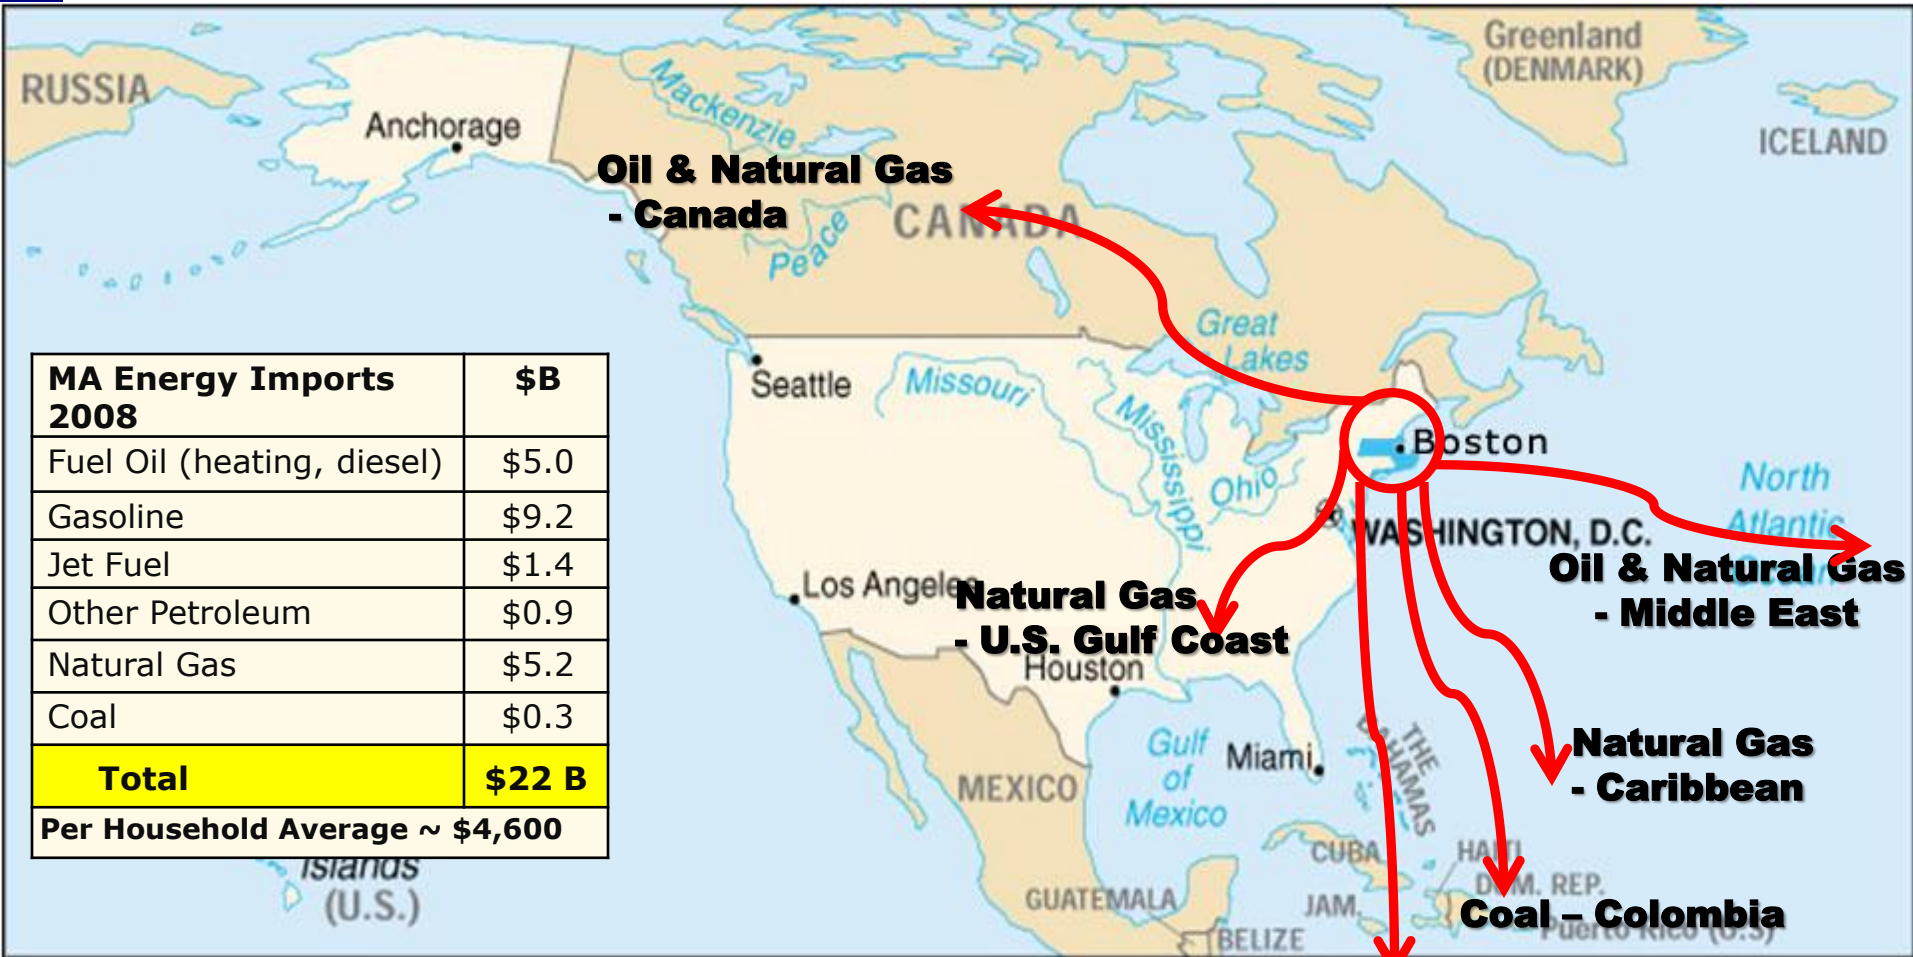 Greenland
(DENMARK)
RUSSIA
Mackenzie
Anchorage
ICELAND
Oil & Natural Gas
- Canada
CANADA
Peace
Great
Lakes
MA Energy Imports 2008 $B
Fuel Oil (heating, diesel) $5.0
Gasoline $9.2
Jet Fuel $1.4
Other Petroleum $0.9
Natural Gas $5.2
Coal $0.3
Total $22 B
Per Household Average ~ $4,600
Islands
(U.S.)
Seattle
Missouri
Mississippi
Ohio
Boston
North
Atlantic
WASHINGTON, D.C.
Oil & Natural Gas
- Middle East
Los Angeles
Natural Gas
- U.S. Gulf Coast
Houston
Gulf
of
Mexico
Miami
THE
BAHAMAS
Natural Gas
- Caribbean
MEXICO
CUBA
HAITI
DOM. REP.
GUATEMALA
JAM.
Coal – Colombia
Puerto Rico (U.S)
BELIZE